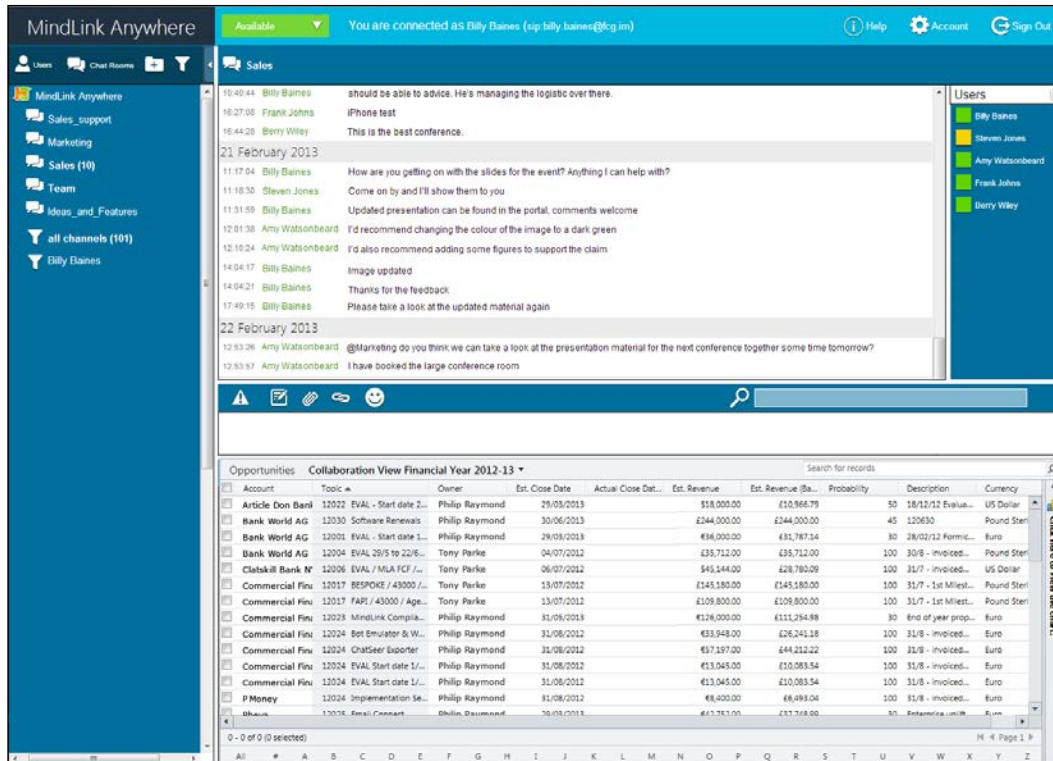 MindLink Anywhere
Available
You are connected as Billy Baines (sip:billy.baines@fcg.im)
Help
Account
Sign Out
Users
Chat Rooms
Sales
MindLink Anywhere
Sales_support
Marketing
Sales (10)
Team
Ideas_and_Features
all channels (101)
Billy Baines
10:40:44 Billy Baines should be able to advice. He's managing the logistic over there.
16:27:08 Frank Johns iPhone test
16:44:28 Berry Wiley This is the best conference.
21 February 2013
11:17:04 Billy Baines How are you getting on with the slides for the event? Anything I can help with?
11:18:30 Steven Jones Come on by and I'll show them to you
11:31:59 Billy Baines Updated presentation can be found in the portal, comments welcome
12:01:38 Amy Watsonbeard I'd recommend changing the colour of the image to a dark green
12:10:24 Amy Watsonbeard I'd also recommend adding some figures to support the claim
14:04:17 Billy Baines Image updated
14:04:21 Billy Baines Thanks for the feedback
17:49:15 Billy Baines Please take a look at the updated material again
22 February 2013
12:53:26 Amy Watsonbeard @Marketing do you think we can take a look at the presentation material for the next conference together some time tomorrow?
12:53:57 Amy Watsonbeard I have booked the large conference room
Users
Billy Baines
Steven Jones
Amy Watsonbeard
Frank Johns
Berry Wiley
Opportunities Collaboration View Financial Year 2012-13
Search for records
Account Topic Owner Est. Close Date Actual Close Dat... Est. Revenue Est. Revenue (Ba... Probability Description Currency
Article Don Bank 12022 EVAL - Start date 2... Philip Raymond 29/03/2013 $18,000.00 £10,966.79 50 18/12/12 Evalua... US Dollar
Bank World AG 12030 Software Renewals Philip Raymond 30/06/2013 £244,000.00 £244,000.00 45 120630 Pound Sterl
Bank World AG 12001 EVAL - Start date 1... Philip Raymond 29/03/2013 €36,000.00 £31,787.14 30 28/02/12 Formic... Euro
Bank World AG 12004 EVAL 29/5 to 22/6... Tony Parke 04/07/2012 £35,712.00 £35,712.00 100 30/8 - invoiced... Pound Sterl
Clatskill Bank N 12006 EVAL / MLA FCF /... Tony Parke 06/07/2012 $45,144.00 £28,780.09 100 31/7 - invoiced... US Dollar
Commercial Fina 12017 BESPOKE / 43000 /... Tony Parke 13/07/2012 £145,180.00 £145,180.00 100 31/7 - 1st Milest... Pound Sterl
Commercial Fina 12017 FAPI / 43000 / Age... Tony Parke 13/07/2012 £109,800.00 £109,800.00 100 31/7 - 1st Milest... Pound Sterl
Commercial Fina 12023 MindLink Complia... Philip Raymond 31/05/2013 €126,000.00 £111,254.98 30 End of year prop... Euro
Commercial Fina 12024 Bot Emulator & W... Philip Raymond 31/08/2012 €33,948.00 £26,241.18 100 31/8 - invoiced... Euro
Commercial Fina 12024 ChatSeer Exporter Philip Raymond 31/08/2012 €57,197.00 £44,212.22 100 31/8 - invoiced... Euro
Commercial Fina 12024 EVAL Start date 1/... Philip Raymond 31/08/2012 €13,045.00 £10,083.54 100 31/8 - invoiced... Euro
Commercial Fina 12024 EVAL Start date 1/... Philip Raymond 31/08/2012 €13,045.00 £10,083.54 100 31/8 - invoiced... Euro
P Money 12024 Implementation Se... Philip Raymond 31/08/2012 €8,400.00 £6,493.04 100 31/8 - invoiced... Euro
12025 Email Connect Philip Raymond 29/03/2013 30 Enterprise uplift Euro
0 - 0 of 0 (0 selected)
Page 1
All # A B C D E F G H I J K L M N O P Q R S T U V W X Y Z